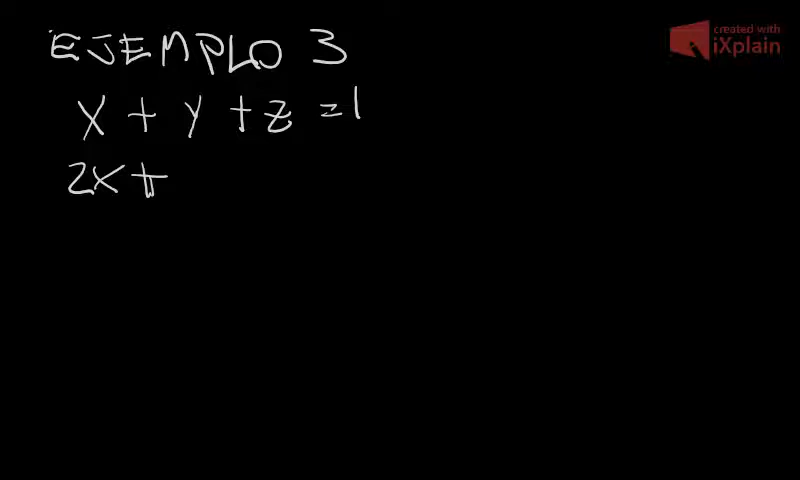 EJEMPLO 3
created with
iXplain
x + y + z = 1
2x +